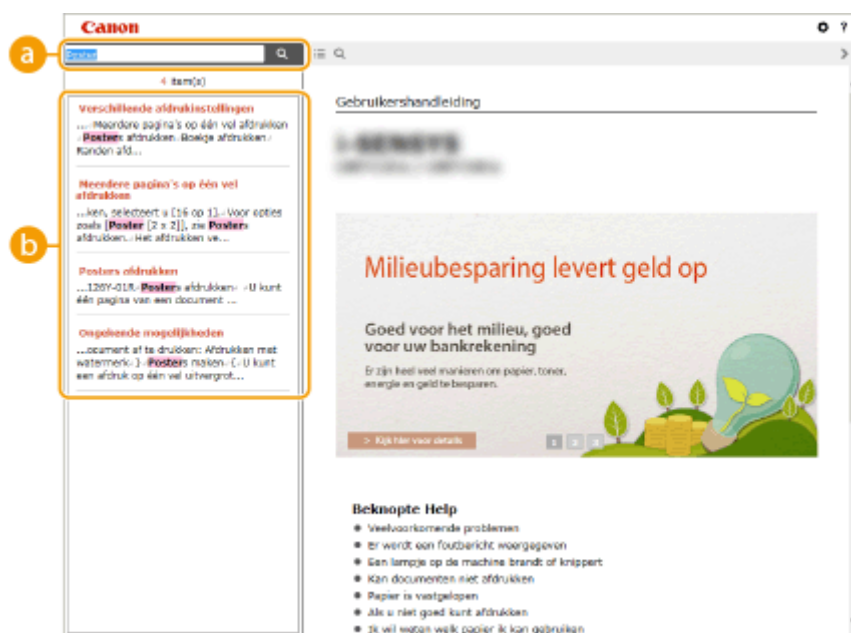 Canon
?
a
Poster
4 item(s)
b
Verschillende afdrukinstellingen
...Meerdere pagina's op één vel afdrukken
Posters afdrukken Boekje afdrukken
Randen afd...
Meerdere pagina's op één vel
afdrukken
...ken, selecteert u [16 op 1]. Voor opties
zoals [Poster [2 x 2]], zie Posters
afdrukken. Het afdrukken ve...
Posters afdrukken
...126Y-01R Posters afdrukken U kunt
één pagina van een document ...
Ongekende mogelijkheden
...ocument af te drukken: Afdrukken met
watermerk } Posters maken { U kunt
een afdruk op één vel uitvergrot...
Gebruikershandleiding
i-SENSYS
Milieubesparing levert geld op
Goed voor het milieu, goed
voor uw bankrekening
Er zijn heel veel manieren om papier, toner,
energie en geld te besparen.
> Kijk hier voor details
1 2 3
Beknopte Help
Veelvoorkomende problemen
Er wordt een foutbericht weergegeven
Een lampje op de machine brandt of knippert
Kan documenten niet afdrukken
Papier is vastgelopen
Als u niet goed kunt afdrukken
Ik wil weten welk papier ik kan gebruiken